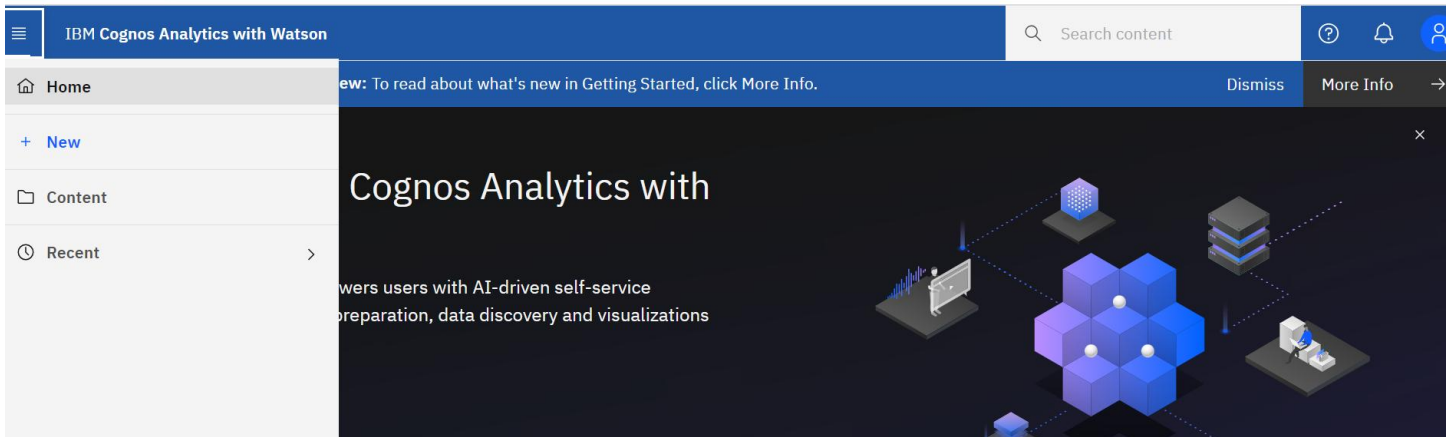 IBM Cognos Analytics with Watson
Search content
Home
ew: To read about what's new in Getting Started, click More Info.
Dismiss
More Info
New
Content
Recent
Cognos Analytics with
wers users with AI-driven self-service
preparation, data discovery and visualizations